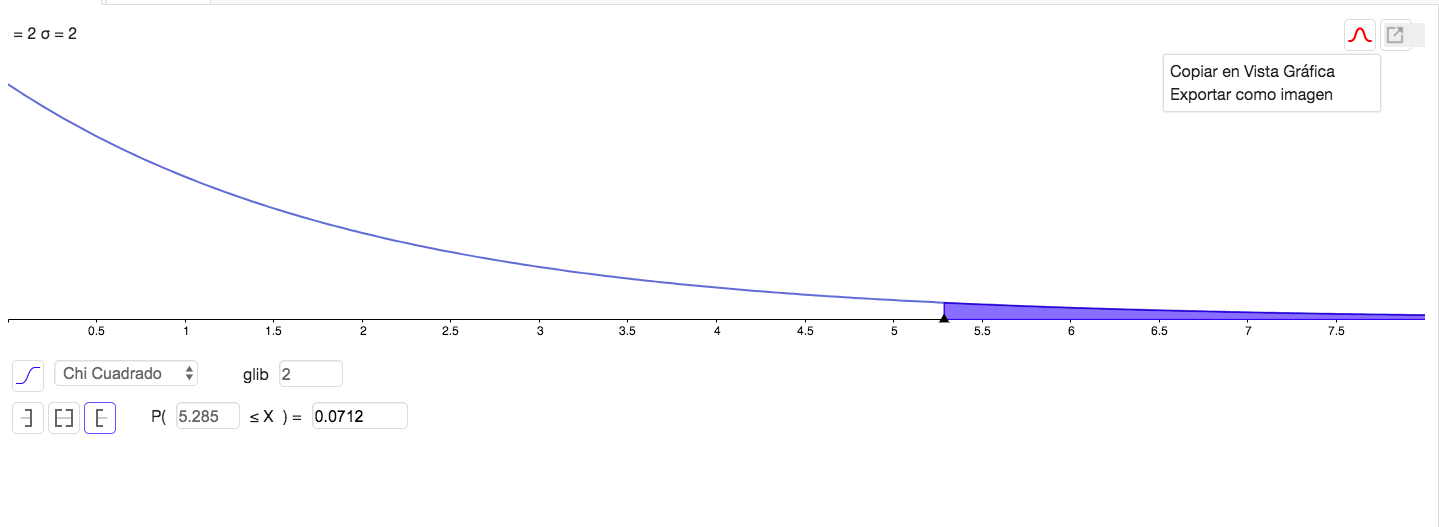 = 2 σ = 2
Copiar en Vista Gráfica
Exportar como imagen
0.5 1 1.5 2 2.5 3 3.5 4 4.5 5 5.5 6 6.5 7 7.5
Chi Cuadrado glib 2
P( 5.285 ≤ X ) = 0.0712